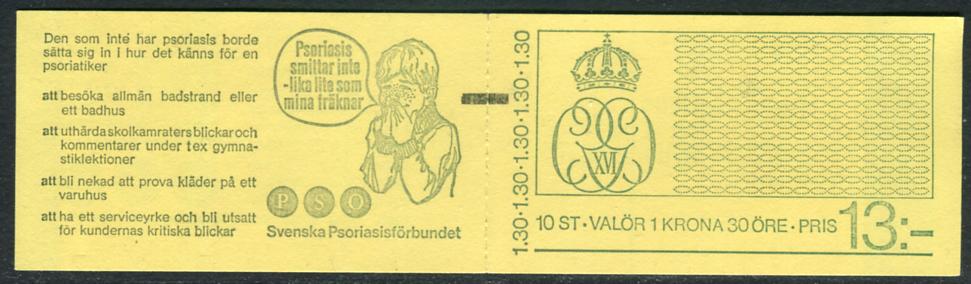 Den som inte har psoriasis borde
sätta sig in i hur det känns för en
psoriatiker
att besöka allmän badstrand eller
ett badhus
att uthärda skolkamraters blickar och
kommentarer under tex gymna-
stiklektioner
att bli nekad att prova kläder på ett
varuhus
att ha ett serviceyrke och bli utsatt
för kundernas kritiska blickar
Psoriasis
smittar inte
-lika lite som
mina fräknar
PSO
Svenska Psoriasisförbundet
1.30·1.30·1.30·1.30·1.30
XVI
10 ST·VALÖR 1 KRONA 30 ÖRE·PRIS 13:-